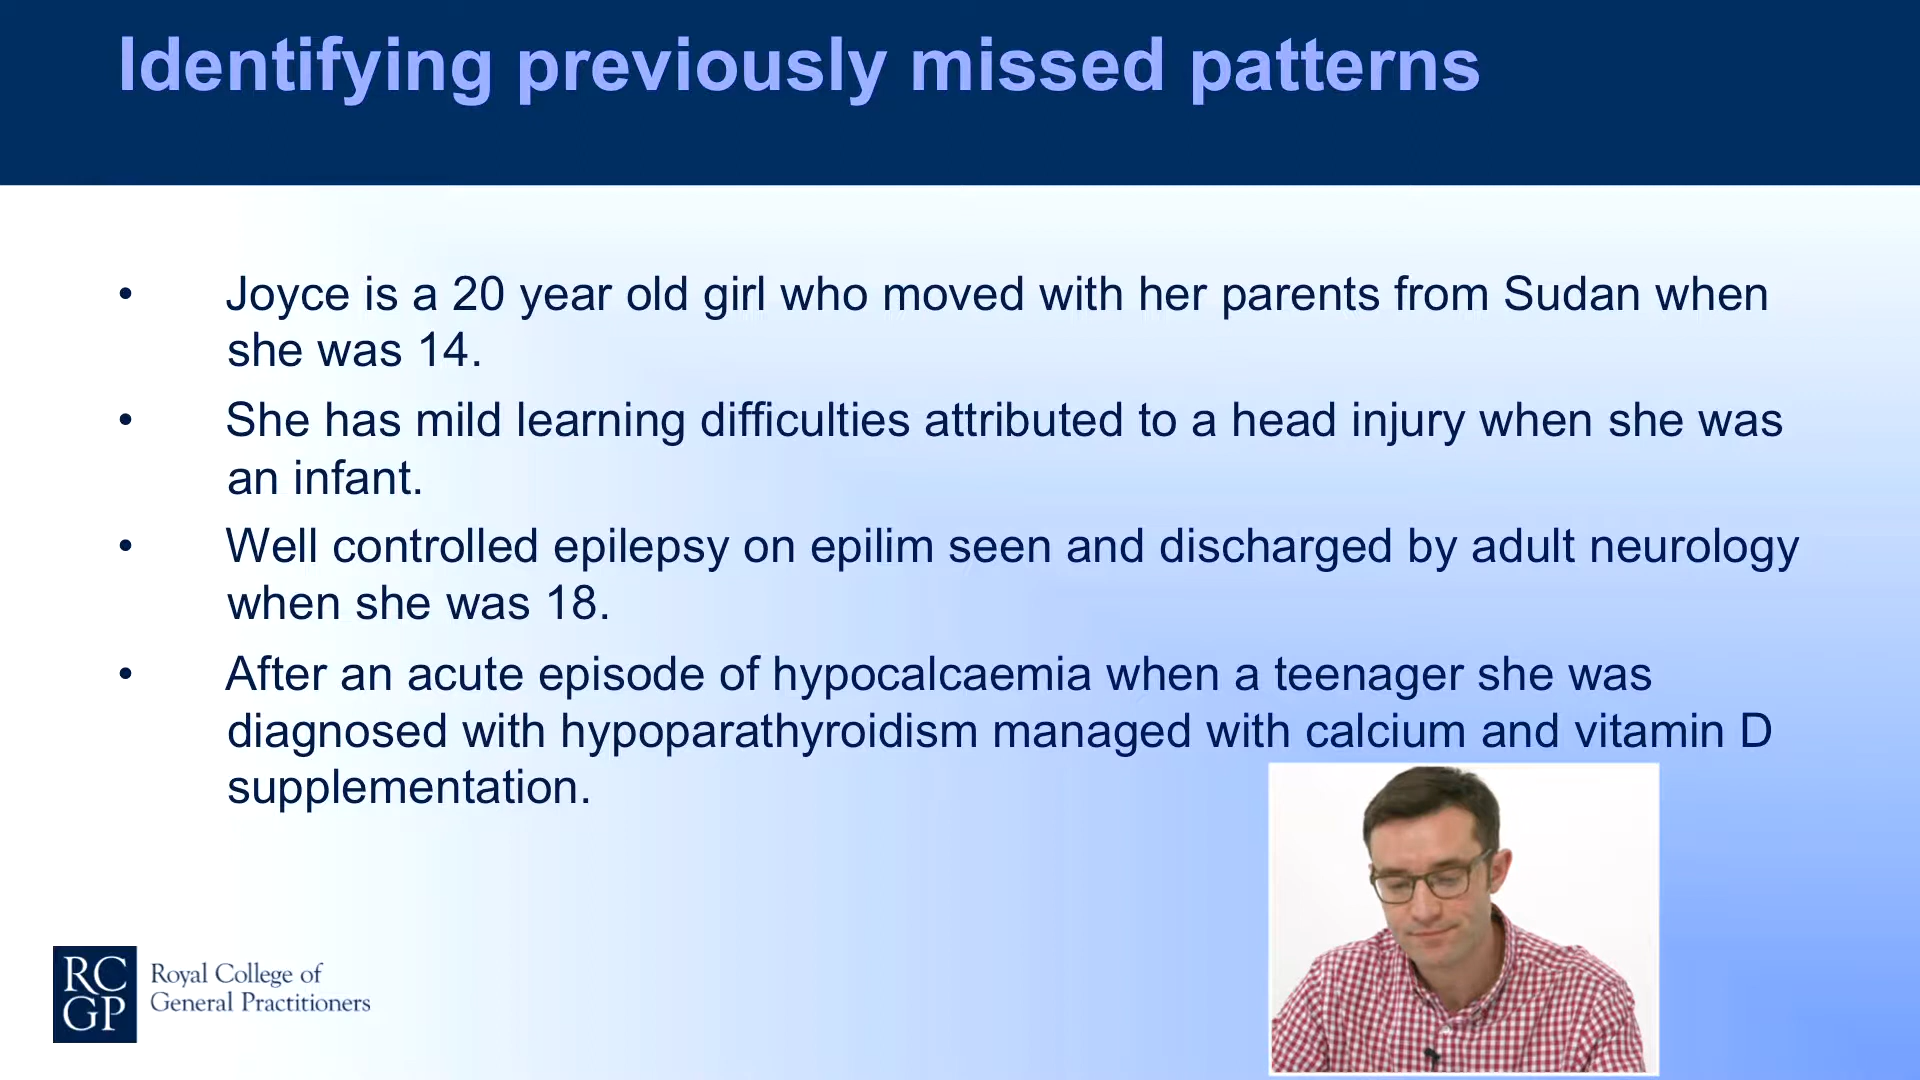 Identifying previously missed patterns
• Joyce is a 20 year old girl who moved with her parents from Sudan when
she was 14.
• She has mild learning difficulties attributed to a head injury when she was
an infant.
• Well controlled epilepsy on epilim seen and discharged by adult neurology
when she was 18.
• After an acute episode of hypocalcaemia when a teenager she was
diagnosed with hypoparathyroidism managed with calcium and vitamin D
supplementation.
RC
GP
Royal College of
General Practitioners